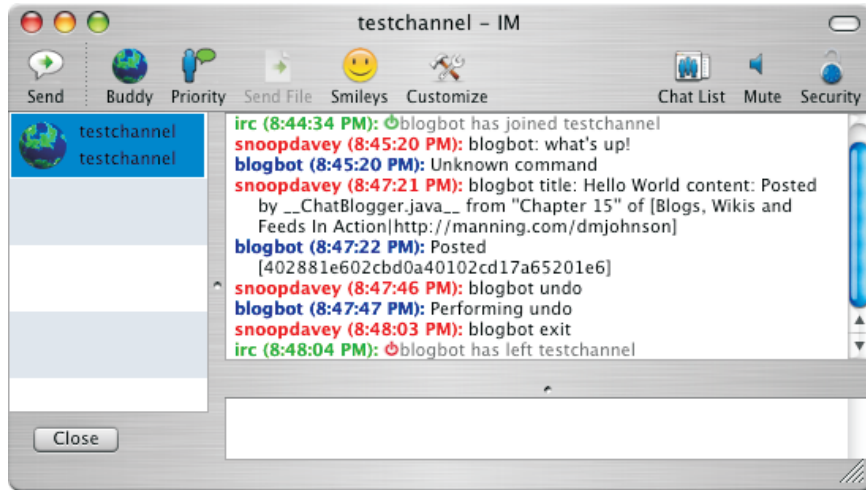 testchannel – IM
Send Buddy Priority Send File Smileys Customize Chat List Mute Security
testchannel
testchannel
irc (8:44:34 PM): blogbot has joined testchannel
snoopdavey (8:45:20 PM): blogbot: what's up!
blogbot (8:45:20 PM): Unknown command
snoopdavey (8:47:21 PM): blogbot title: Hello World content: Posted
by __ChatBlogger.java__ from "Chapter 15" of [Blogs, Wikis and
Feeds In Action|http://manning.com/dmjohnson]
blogbot (8:47:22 PM): Posted
[402881e602cbd0a40102cd17a65201e6]
snoopdavey (8:47:46 PM): blogbot undo
blogbot (8:47:47 PM): Performing undo
snoopdavey (8:48:03 PM): blogbot exit
irc (8:48:04 PM): blogbot has left testchannel
Close